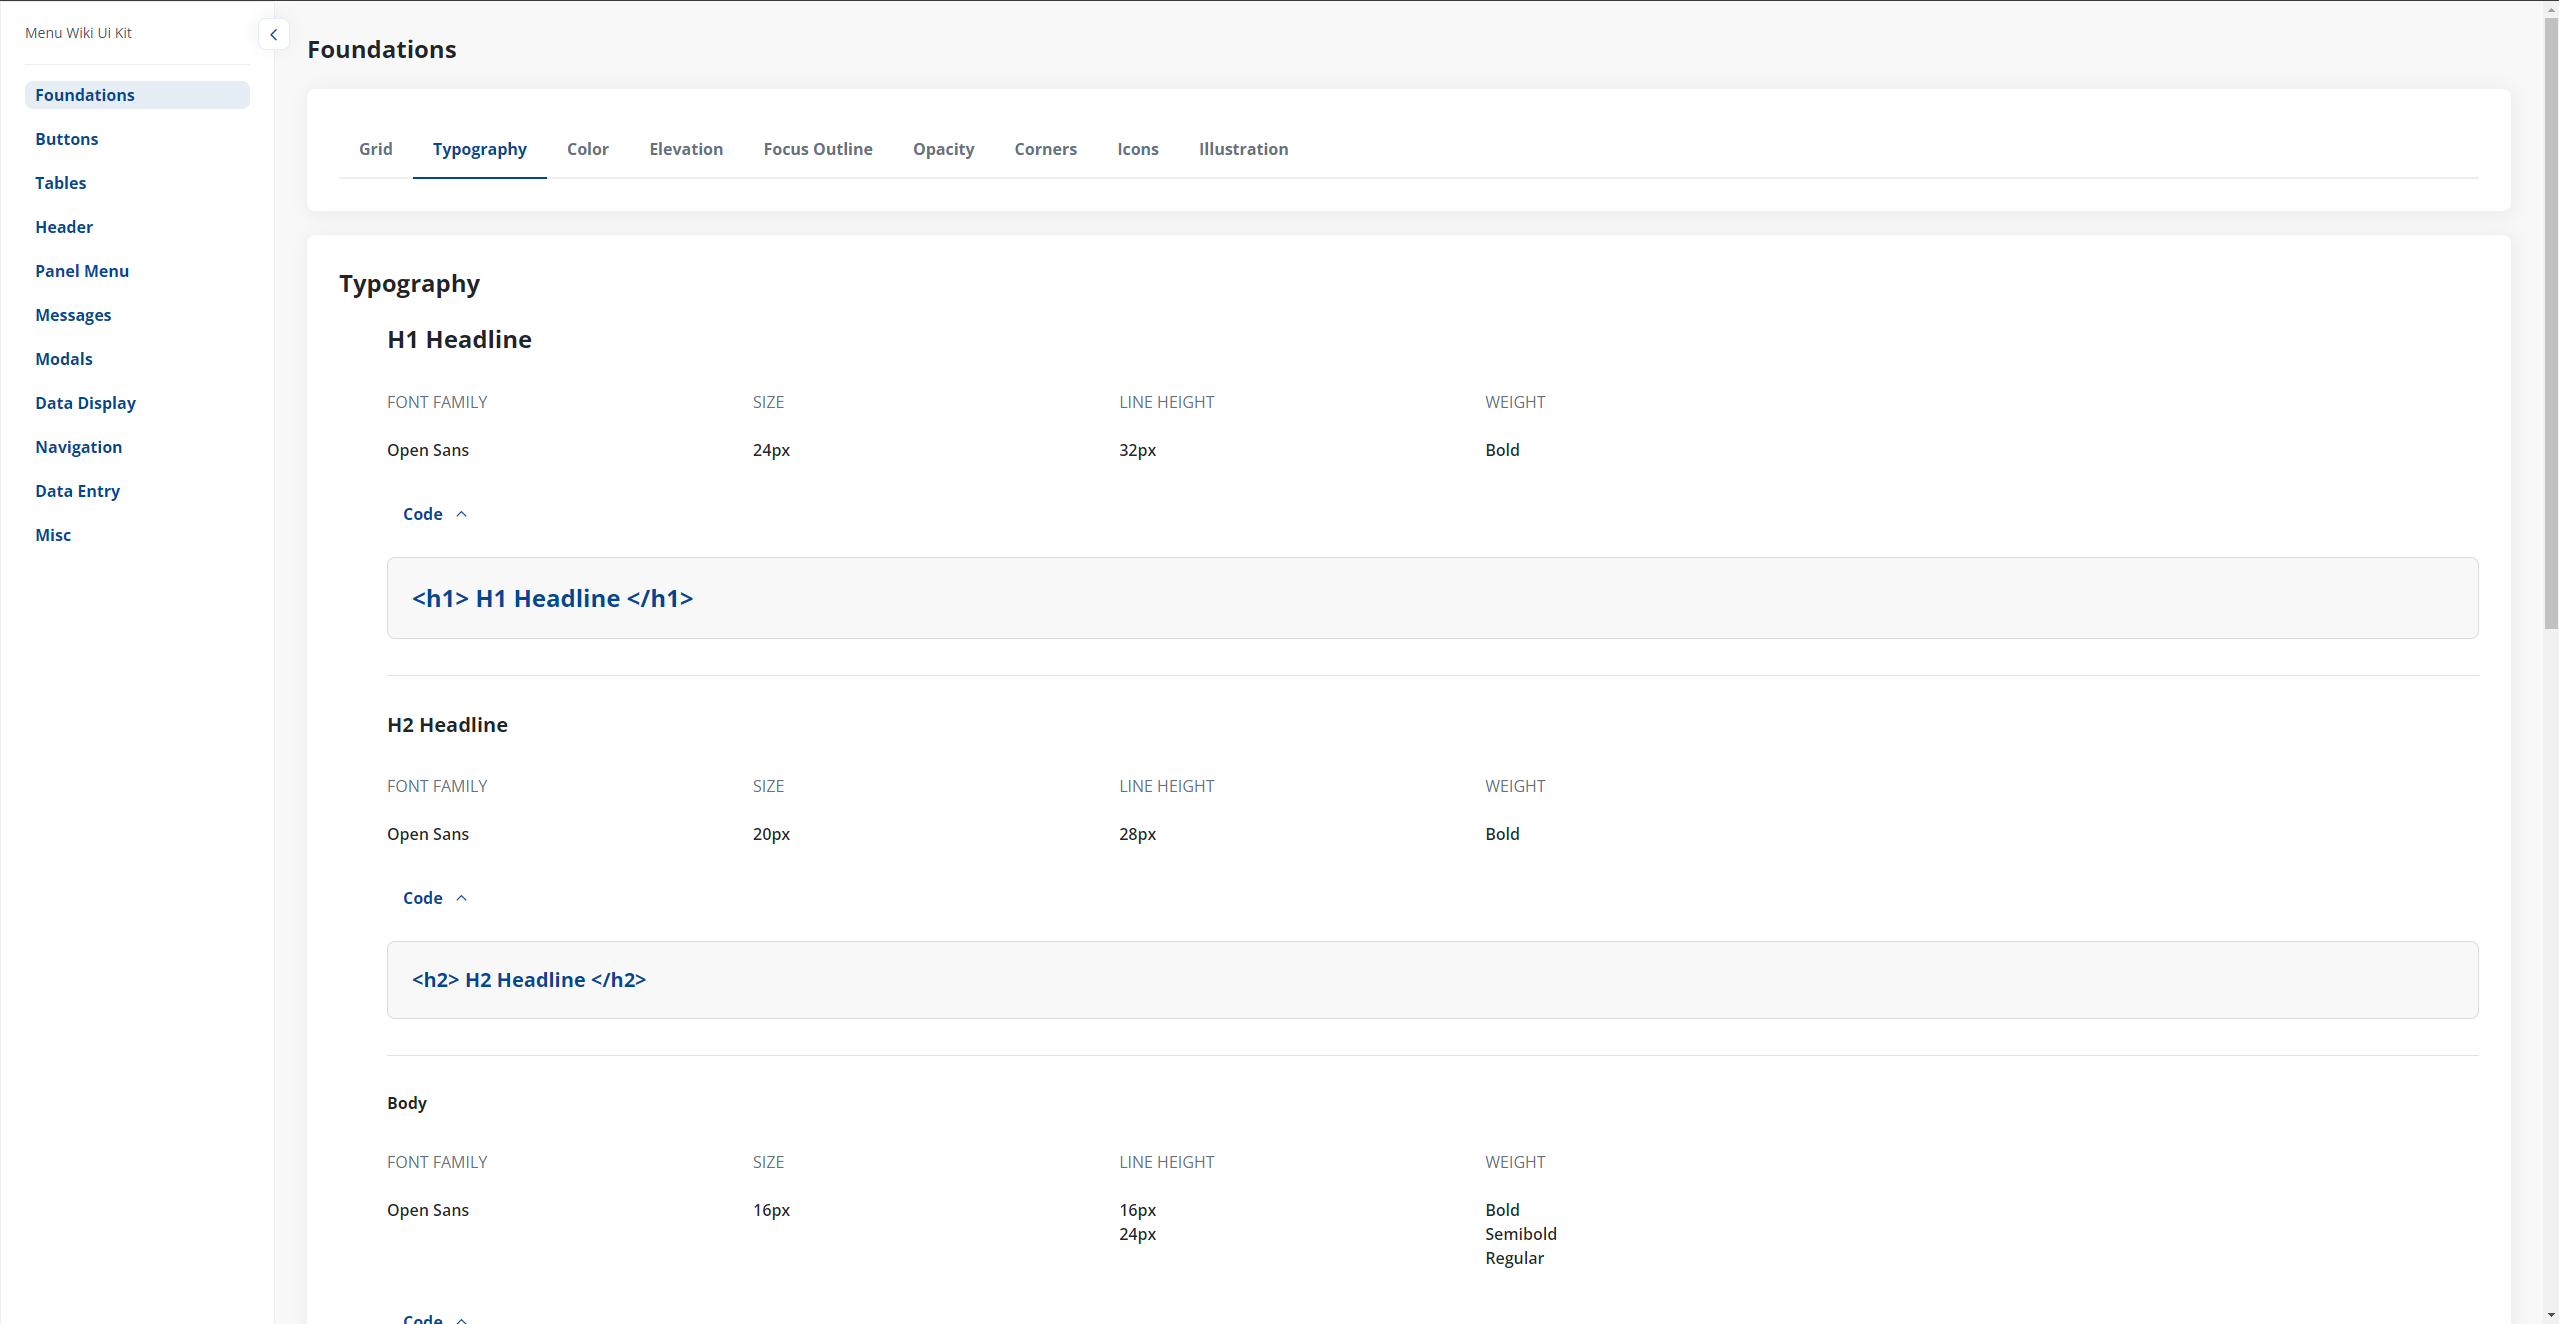 Menu Wiki Ui Kit
Foundations
Buttons
Tables
Header
Panel Menu
Messages
Modals
Data Display
Navigation
Data Entry
Misc
Foundations
Grid Typography Color Elevation Focus Outline Opacity Corners Icons Illustration
Typography
H1 Headline
FONT FAMILY SIZE LINE HEIGHT WEIGHT
Open Sans 24px 32px Bold
Code
<h1> H1 Headline </h1>
H2 Headline
FONT FAMILY SIZE LINE HEIGHT WEIGHT
Open Sans 20px 28px Bold
Code
<h2> H2 Headline </h2>
Body
FONT FAMILY SIZE LINE HEIGHT WEIGHT
Open Sans 16px 16px Bold
24px Semibold
Regular
Code